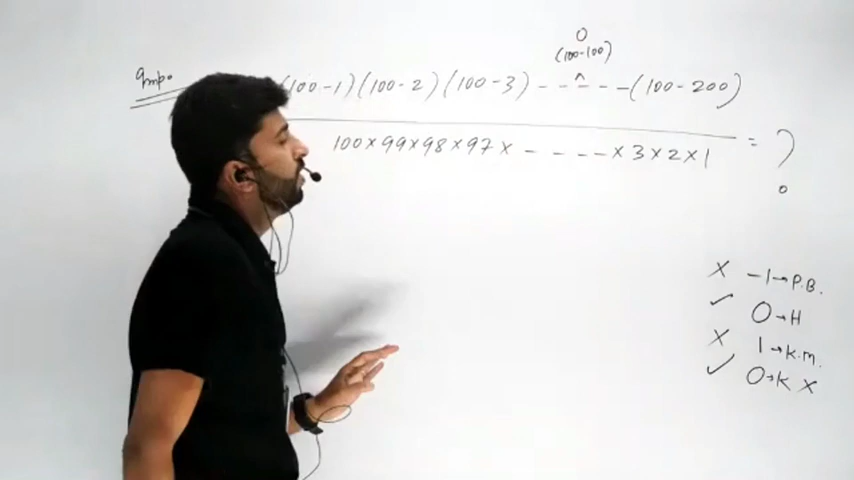 0
(100-100)
Imp.
(100-1)(100-2)(100-3) - - ^ - - -(100-200)
100×99×98×97× - - - - ×3×2×1
= ?
× -1→P.B.
✓ 0→H
× 1→K.M.
✓ 0→K ×